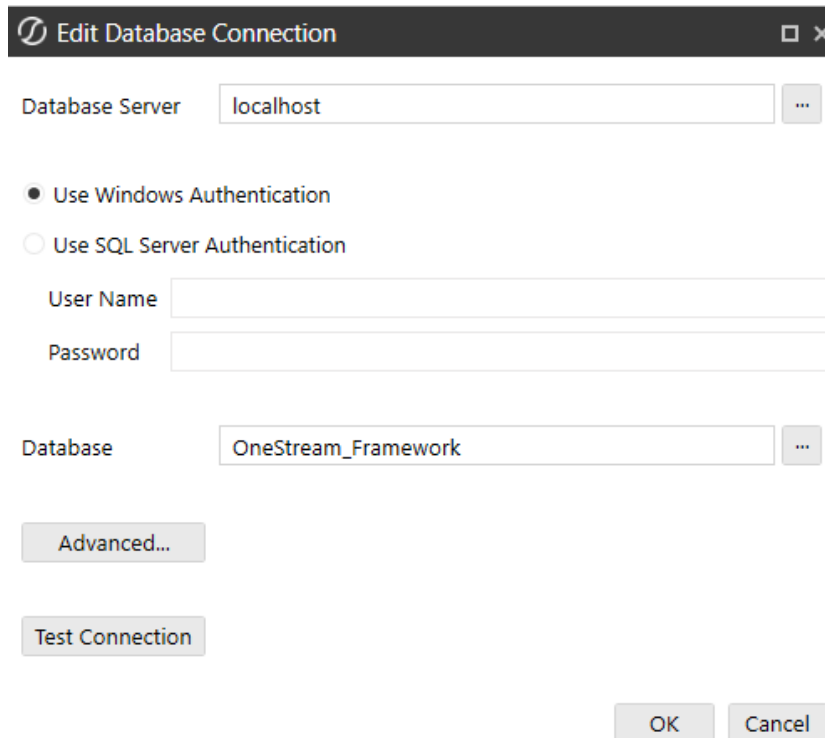 Edit Database Connection
Database Server localhost ...
Use Windows Authentication
Use SQL Server Authentication
User Name
Password
Database OneStream_Framework ...
Advanced...
Test Connection
OK Cancel